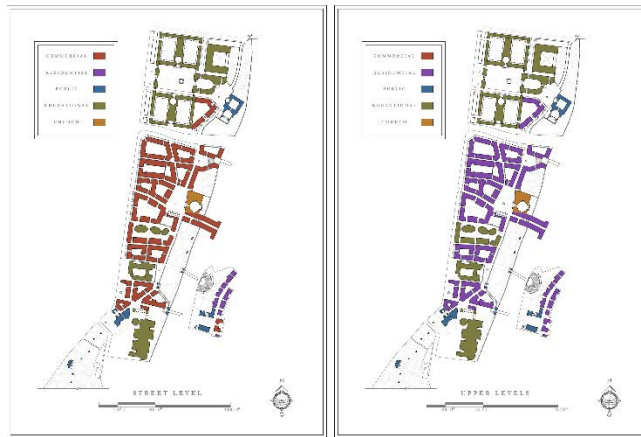 COMMERCIAL
RESIDENTIAL
PUBLIC
EDUCATIONAL
CHURCH
STREET LEVEL
N
COMMERCIAL
RESIDENTIAL
PUBLIC
EDUCATIONAL
CHURCH
UPPER LEVELS
N